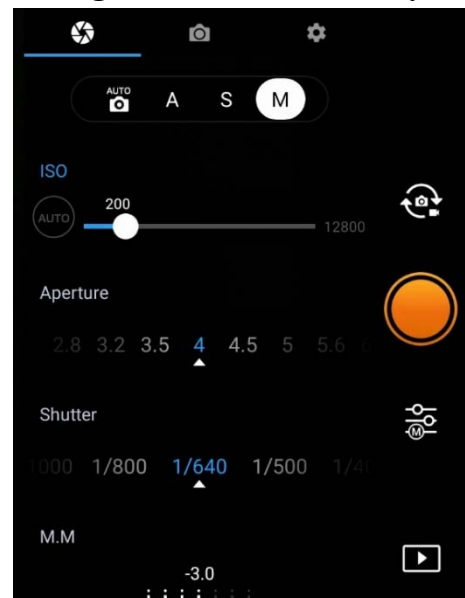 AUTO A S M
ISO
AUTO 200 12800
Aperture
2.8 3.2 3.5 4 4.5 5 5.6
Shutter
1/800 1/640 1/500
M
M.M
-3.0